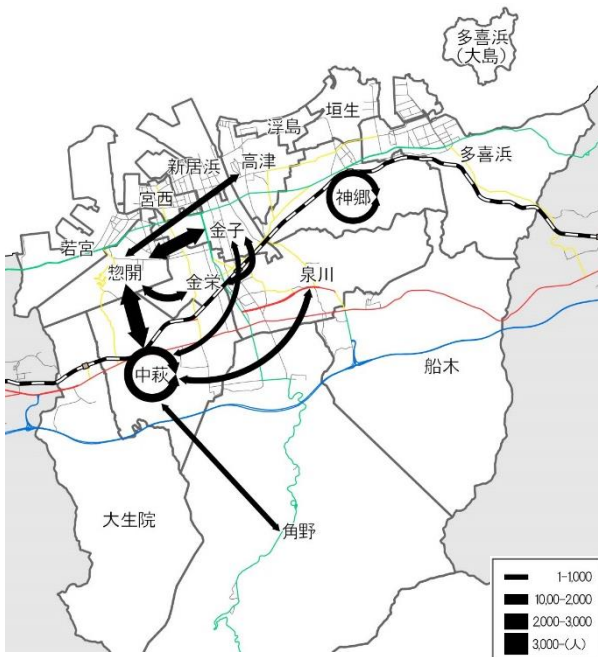 多喜浜
(大島)
垣生
浮島
新居浜
高津
多喜浜
宮西
神郷
金子
若宮
惣開
金栄
泉川
中萩
船木
大生院
角野
1-1,000
10,00-2,000
2,000-3,000
3,000-(人)